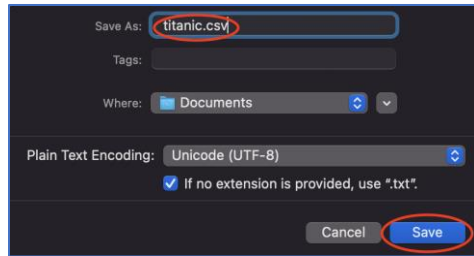 Save As: titanic.csv
Tags:
Where: Documents
Plain Text Encoding: Unicode (UTF-8)
If no extension is provided, use “.txt”.
Cancel Save